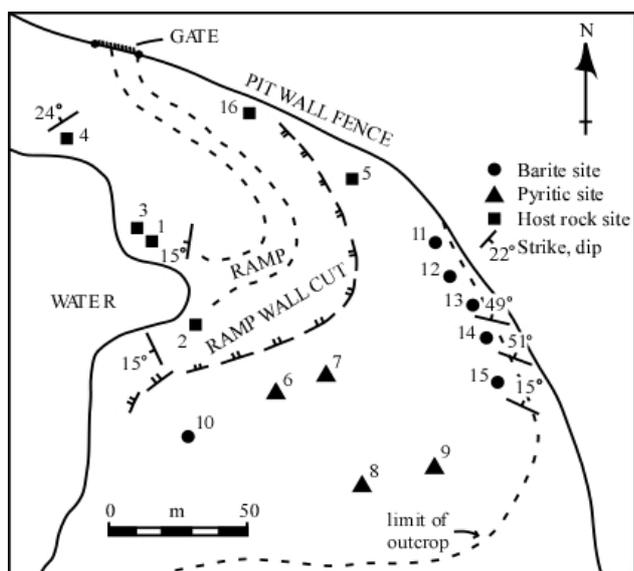 GATE
N
PIT WALL FENCE
24°
4
16
5
Barite site
Pyritic site
Host rock site
22° Strike, dip
3
1
15°
RAMP
11
12
13
49°
14
51°
15
15°
WATER
RAMP WALL CUT
2
15°
7
6
10
9
8
0 m 50
limit of
outcrop